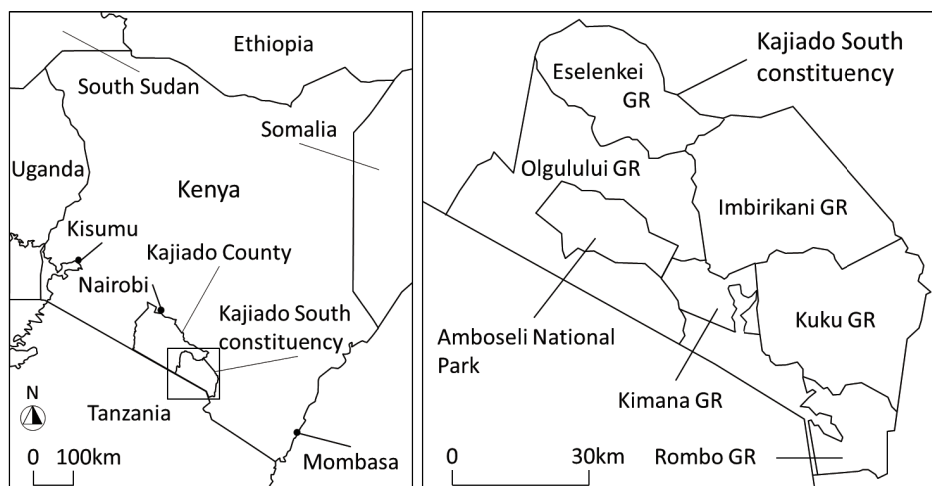 Ethiopia
South Sudan
Somalia
Uganda
Kenya
Kisumu
Kajiado County
Nairobi
Kajiado South
constituency
N
Tanzania
0 100km
Mombasa
Kajiado South
constituency
Eselenkei
GR
Olgululul GR
Imbirikani GR
Kuku GR
Amboseli National
Park
Kimana GR
0 30km
Rombo GR